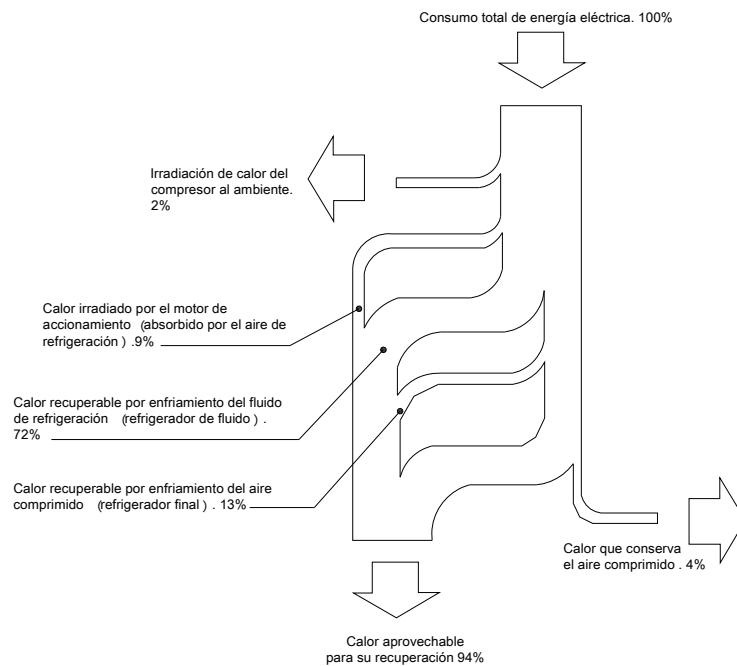 Consumo total de energía eléctrica. 100%
Irradiación de calor del
compresor al ambiente.
2%
Calor irradiado por el motor de
accionamiento (absorbido por el aire de
refrigeración) .9%
Calor recuperable por enfriamiento del fluido
de refrigeración (refrigerador de fluido) .
72%
Calor recuperable por enfriamiento del aire
comprimido (refrigerador final) . 13%
Calor que conserva
el aire comprimido . 4%
Calor aprovechable
para su recuperación 94%